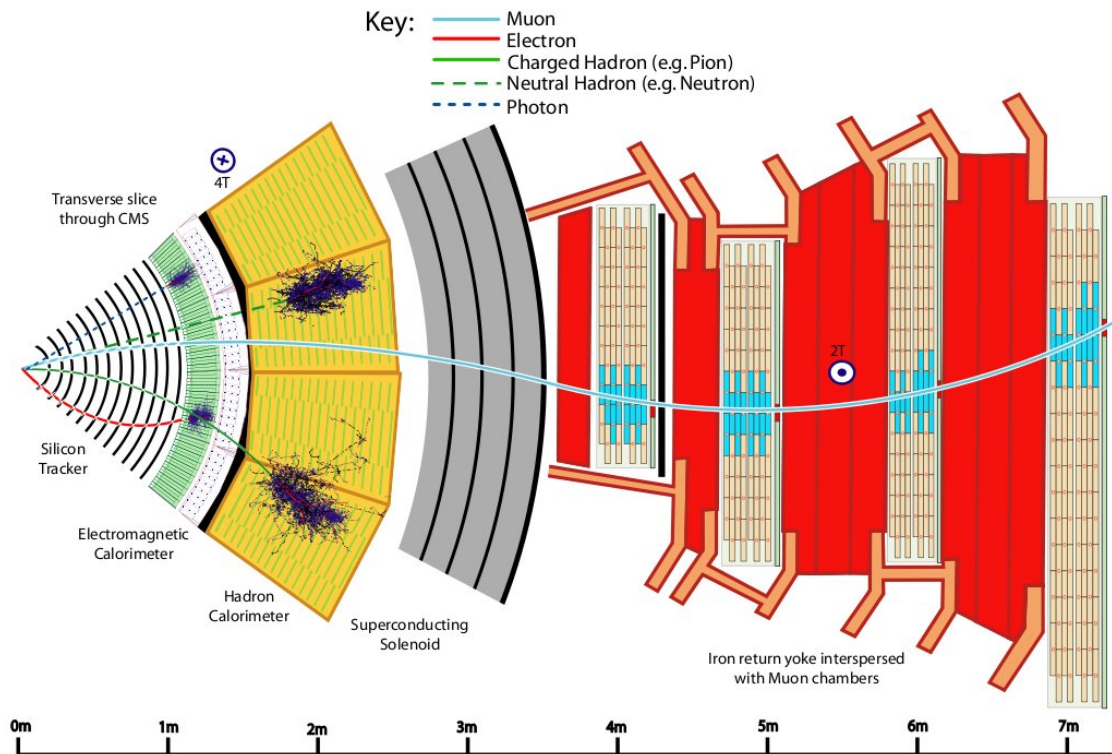 Key:
Muon
Electron
Charged Hadron (e.g. Pion)
Neutral Hadron (e.g. Neutron)
Photon
4T
Transverse slice
through CMS
2T
Silicon
Tracker
Electromagnetic
Calorimeter
Hadron
Calorimeter
Superconducting
Solenoid
Iron return yoke interspersed
with Muon chambers
0m
1m
2m
3m
4m
5m
6m
7m